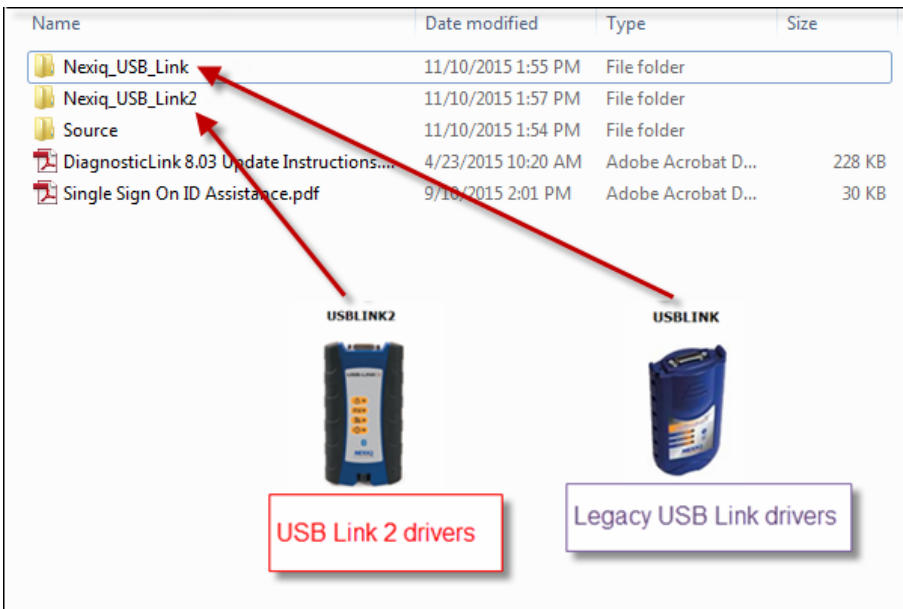 Name Date modified Type Size
Nexiq_USB_Link 11/10/2015 1:55 PM File folder
Nexiq_USB_Link2 11/10/2015 1:57 PM File folder
Source 11/10/2015 1:54 PM File folder
DiagnosticLink 8.03 Update Instructions.... 4/23/2015 10:20 AM Adobe Acrobat D... 228 KB
Single Sign On ID Assistance.pdf 9/10/2015 2:01 PM Adobe Acrobat D... 30 KB
USBLINK2 USBLINK
NEXIQ NEXIQ
USB Link 2 drivers Legacy USB Link drivers